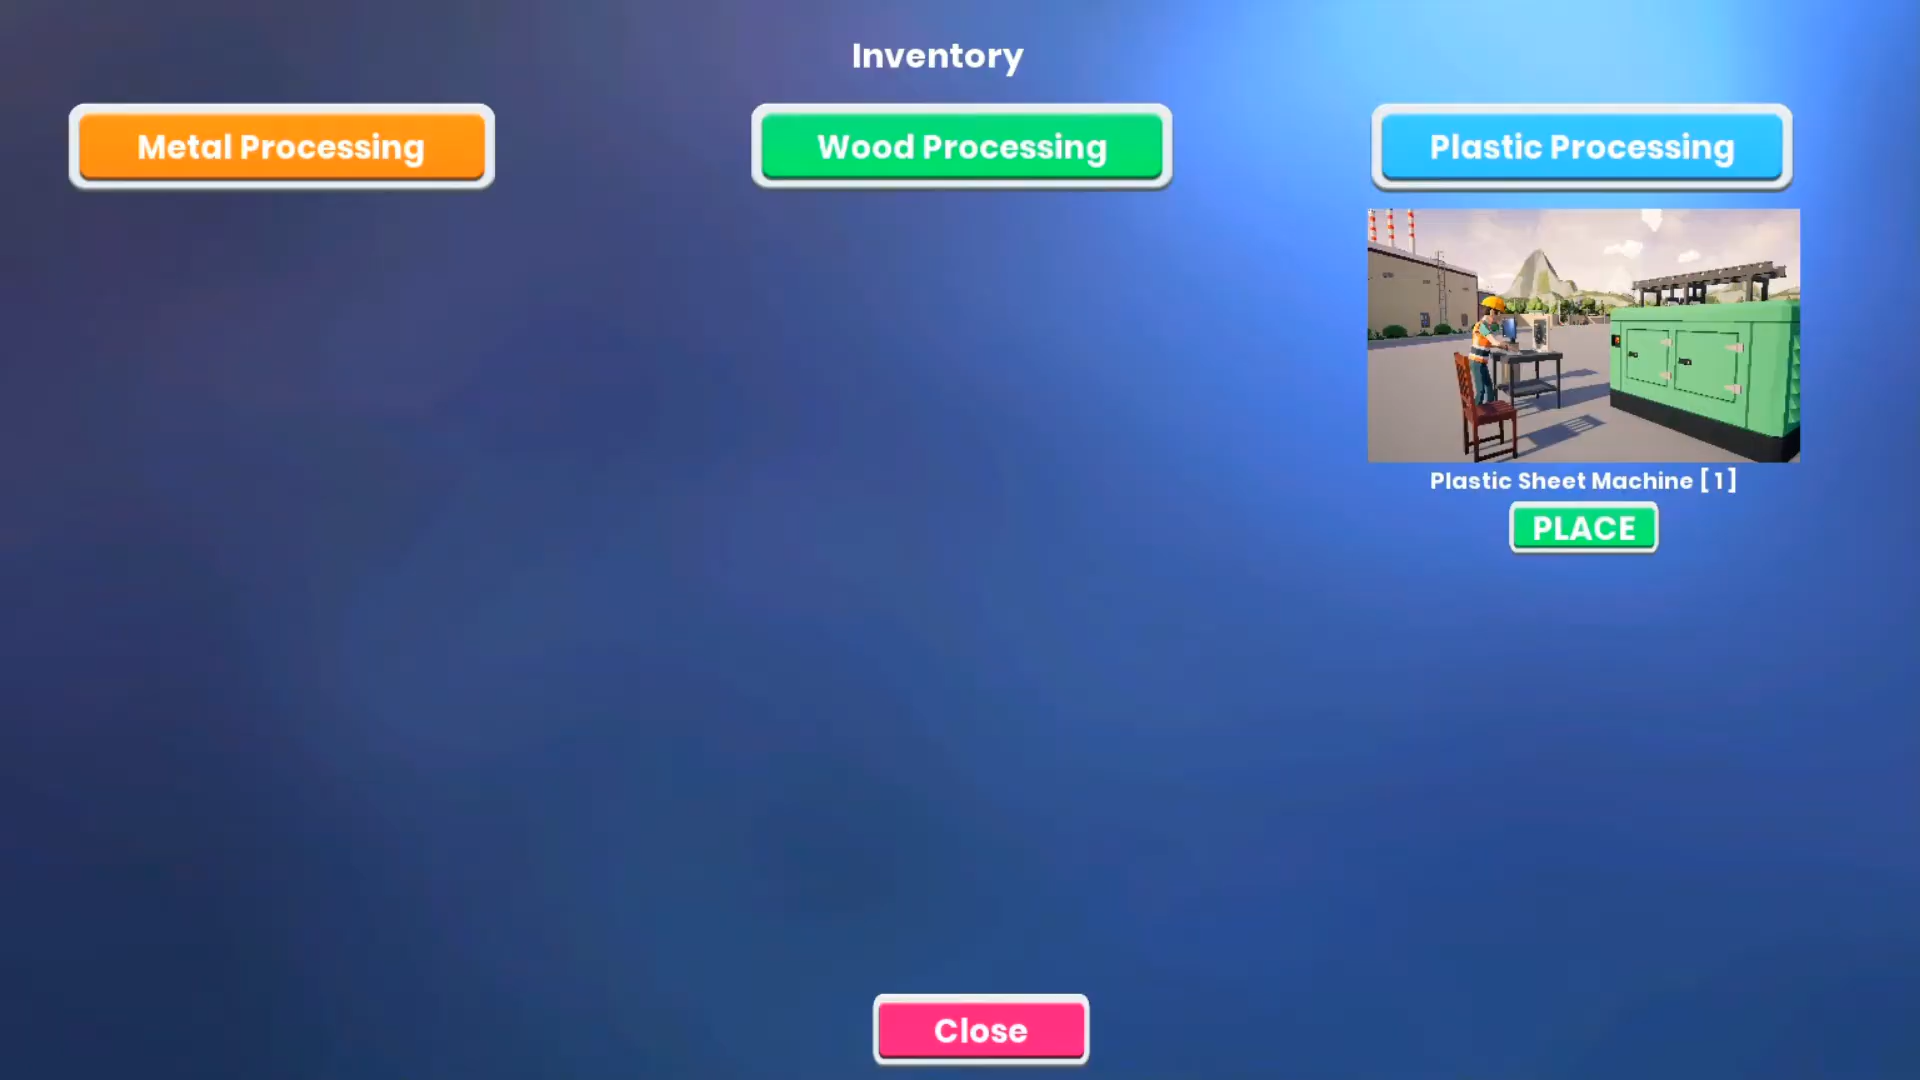 Inventory
Metal Processing
Wood Processing
Plastic Processing
Plastic Sheet Machine [ 1 ]
PLACE
Close